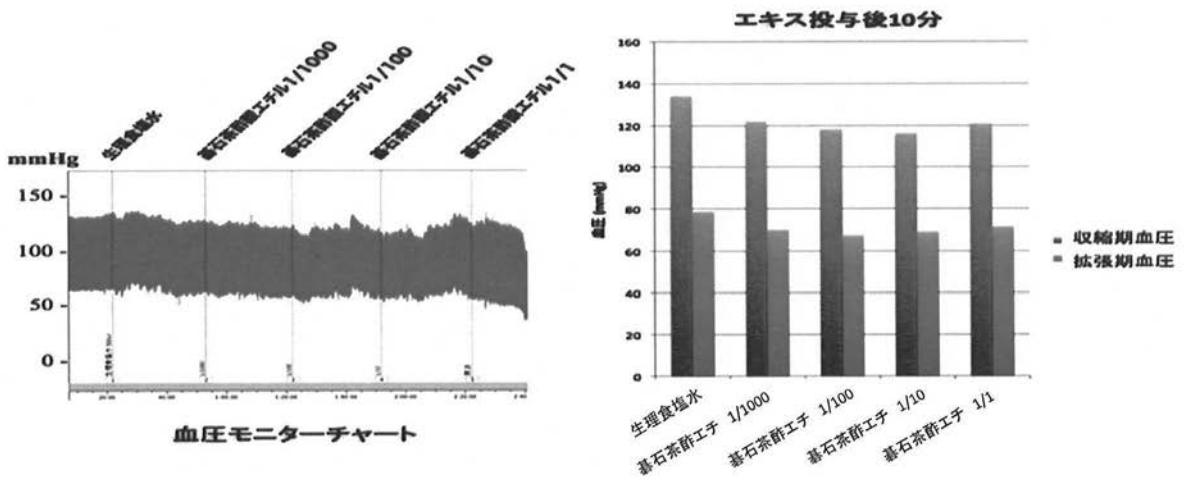 生理食塩水
碁石茶酢酸エチル1/1000
碁石茶酢酸エチル1/100
碁石茶酢酸エチル1/10
碁石茶酢酸エチル1/1
mmHg
150
100
50
0
血圧モニターチャート
エキス投与後10分
160
140
120
100
80
60
40
20
0
血圧 (mmHg)
生理食塩水
碁石茶酢エチ 1/1000
碁石茶酢エチ 1/100
碁石茶酢エチ 1/10
碁石茶酢エチ 1/1
収縮期血圧
拡張期血圧